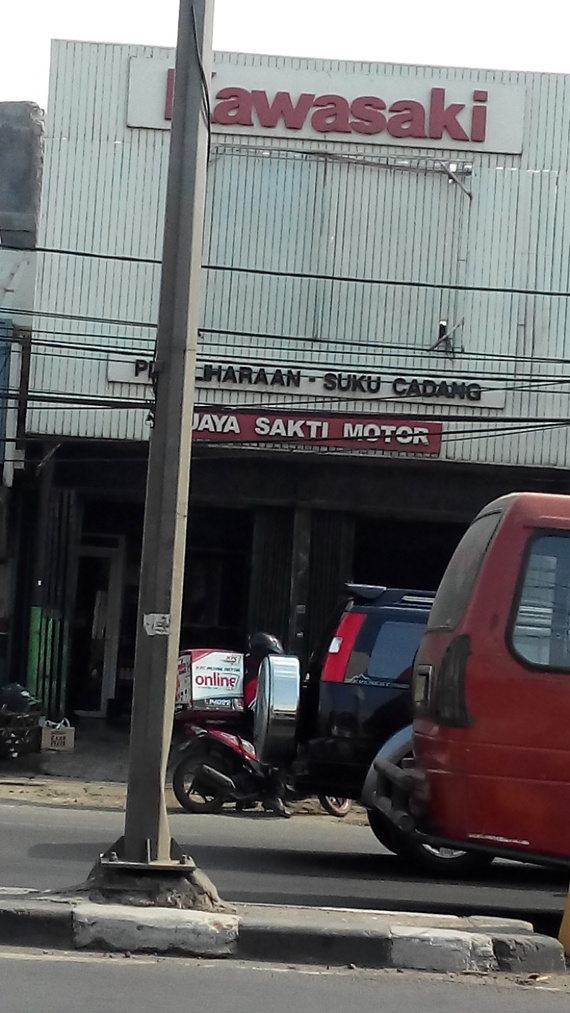 Kawasaki
PEMELIHARAAN - SUKU CADANG
JAYA SAKTI MOTOR
online